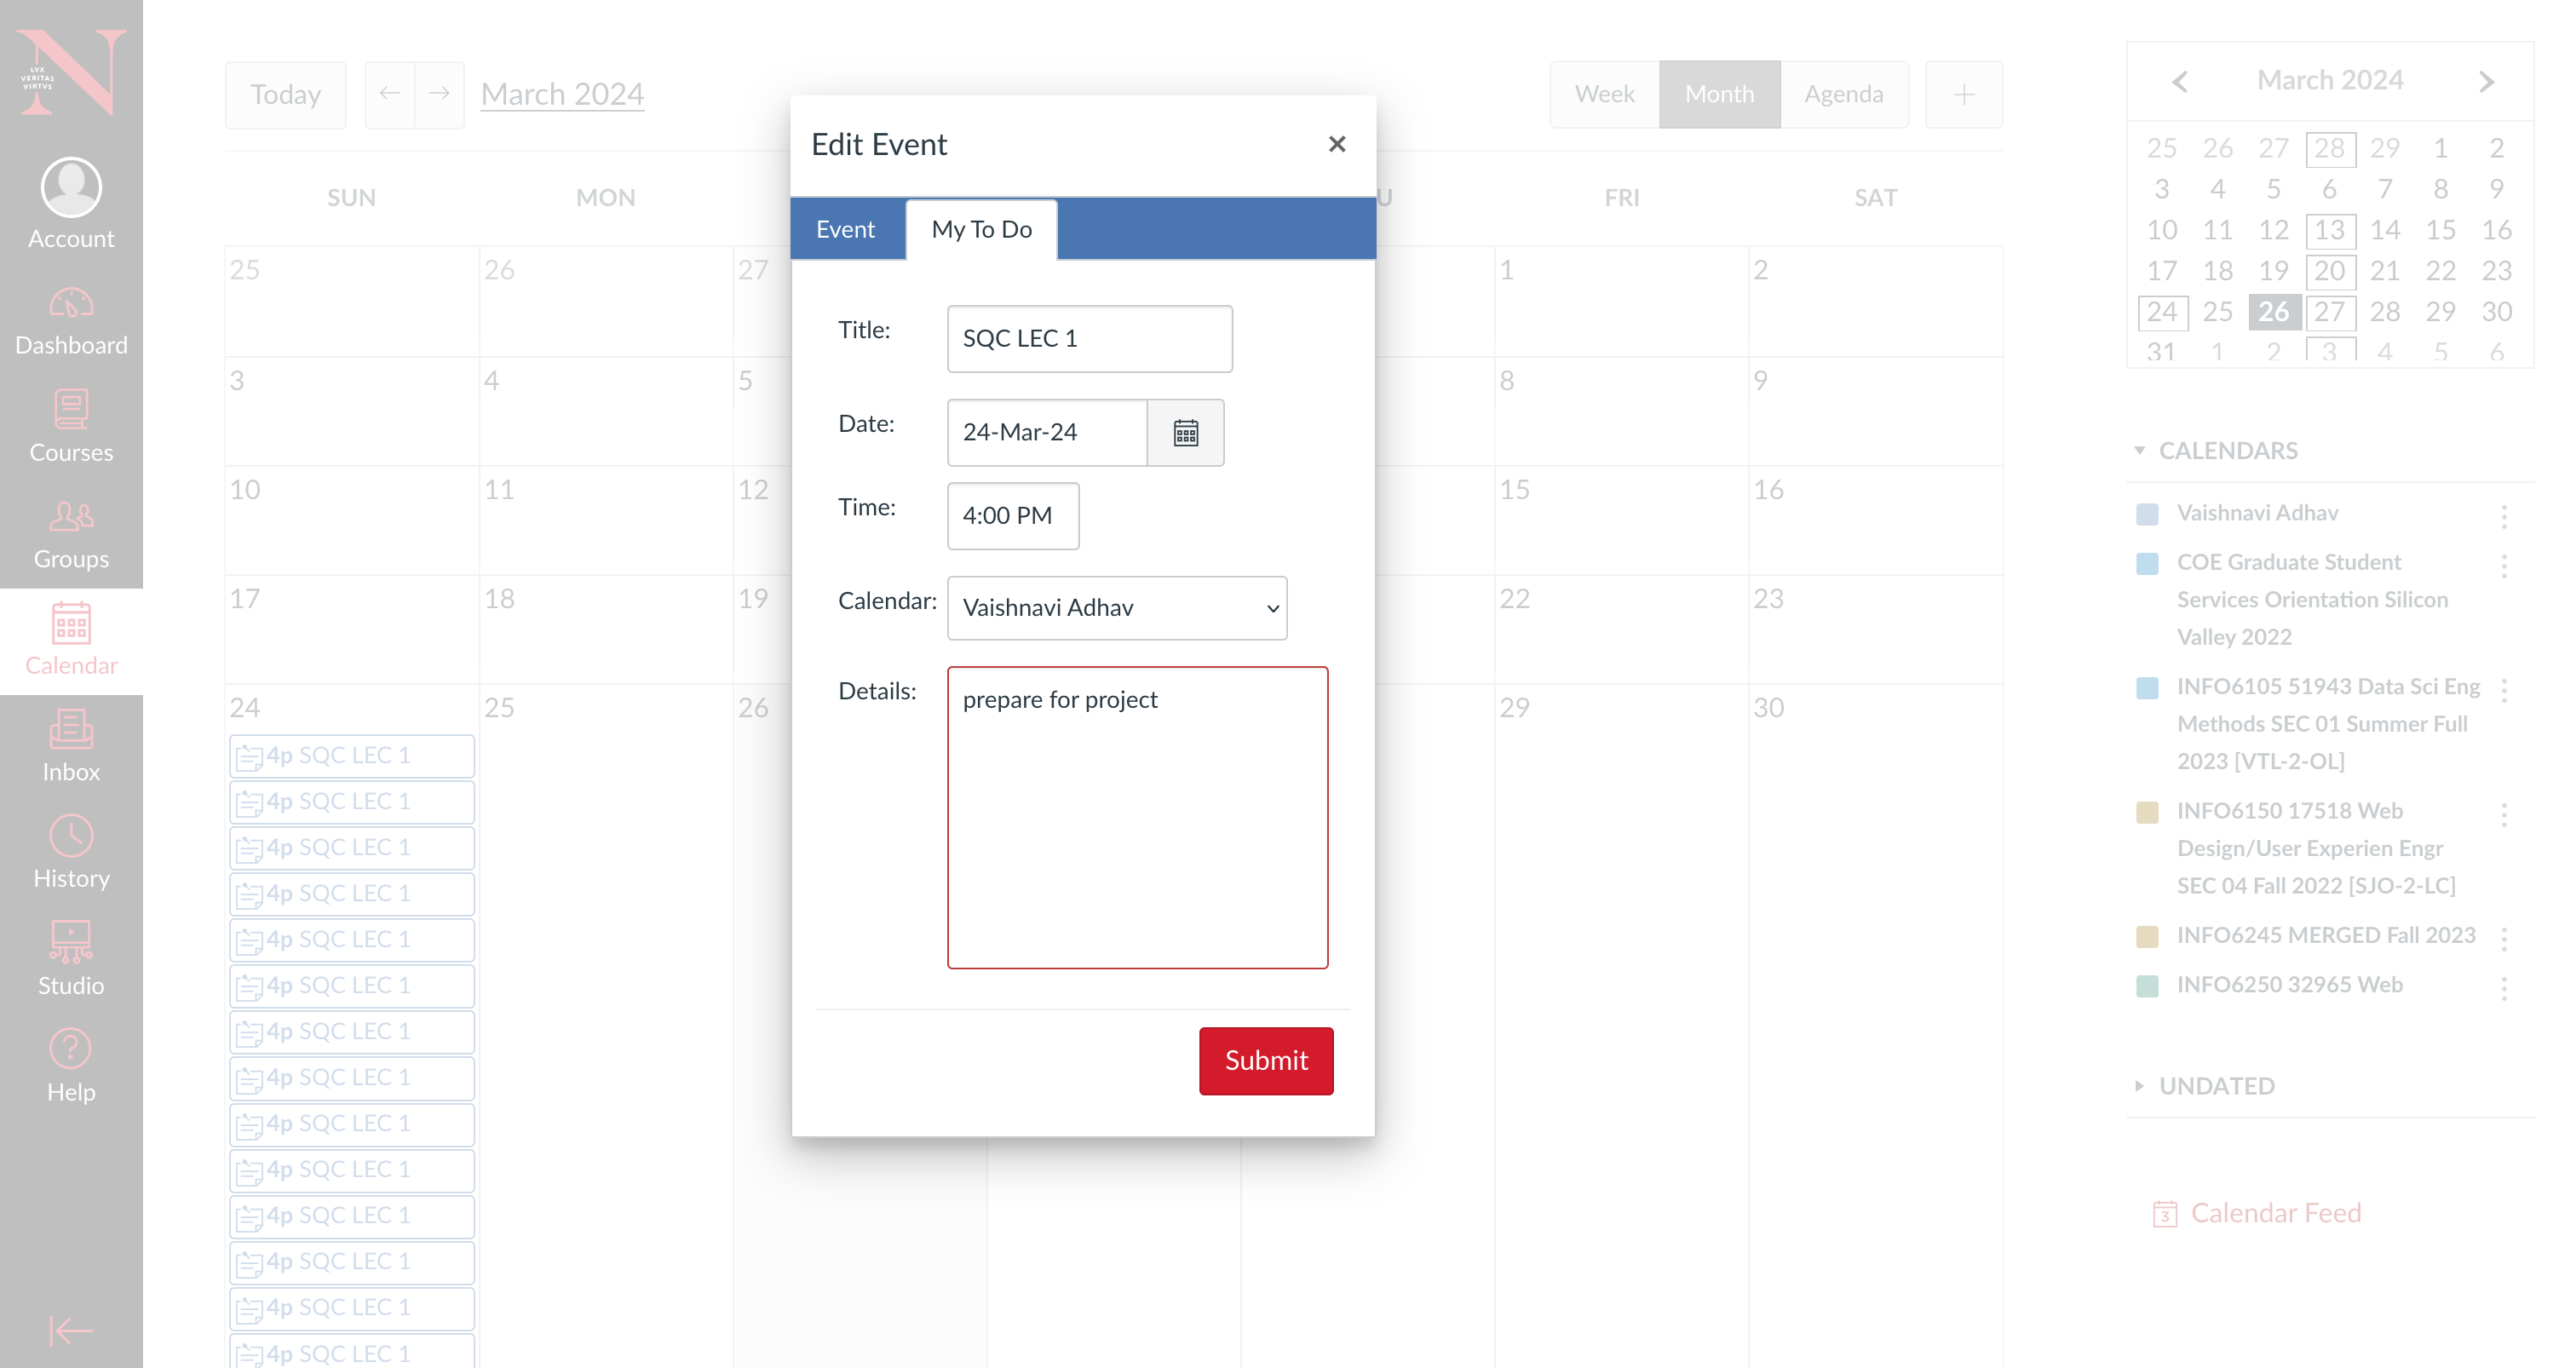 LVX
VERITAS
VIRTVS
Account
Dashboard
Courses
Groups
Calendar
Inbox
History
Studio
Help
Today
March 2024
Week
Month
Agenda
SUN
MON
U
FRI
SAT
25
26
27
1
2
3
4
5
8
9
10
11
12
15
16
17
18
19
22
23
24
25
26
29
30
4p SQC LEC 1
4p SQC LEC 1
4p SQC LEC 1
4p SQC LEC 1
4p SQC LEC 1
4p SQC LEC 1
4p SQC LEC 1
4p SQC LEC 1
4p SQC LEC 1
4p SQC LEC 1
4p SQC LEC 1
4p SQC LEC 1
4p SQC LEC 1
4p SQC LEC 1
Edit Event
Event
My To Do
Title:
SQC LEC 1
Date:
24-Mar-24
Time:
4:00 PM
Calendar:
Vaishnavi Adhav
Details:
prepare for project
Submit
March 2024
25 26 27 28 29 1 2
3 4 5 6 7 8 9
10 11 12 13 14 15 16
17 18 19 20 21 22 23
24 25 26 27 28 29 30
31 1 2 3 4 5 6
CALENDARS
Vaishnavi Adhav
COE Graduate Student
Services Orientation Silicon
Valley 2022
INFO6105 51943 Data Sci Eng
Methods SEC 01 Summer Full
2023 [VTL-2-OL]
INFO6150 17518 Web
Design/User Experien Engr
SEC 04 Fall 2022 [SJO-2-LC]
INFO6245 MERGED Fall 2023
INFO6250 32965 Web
UNDATED
3
Calendar Feed